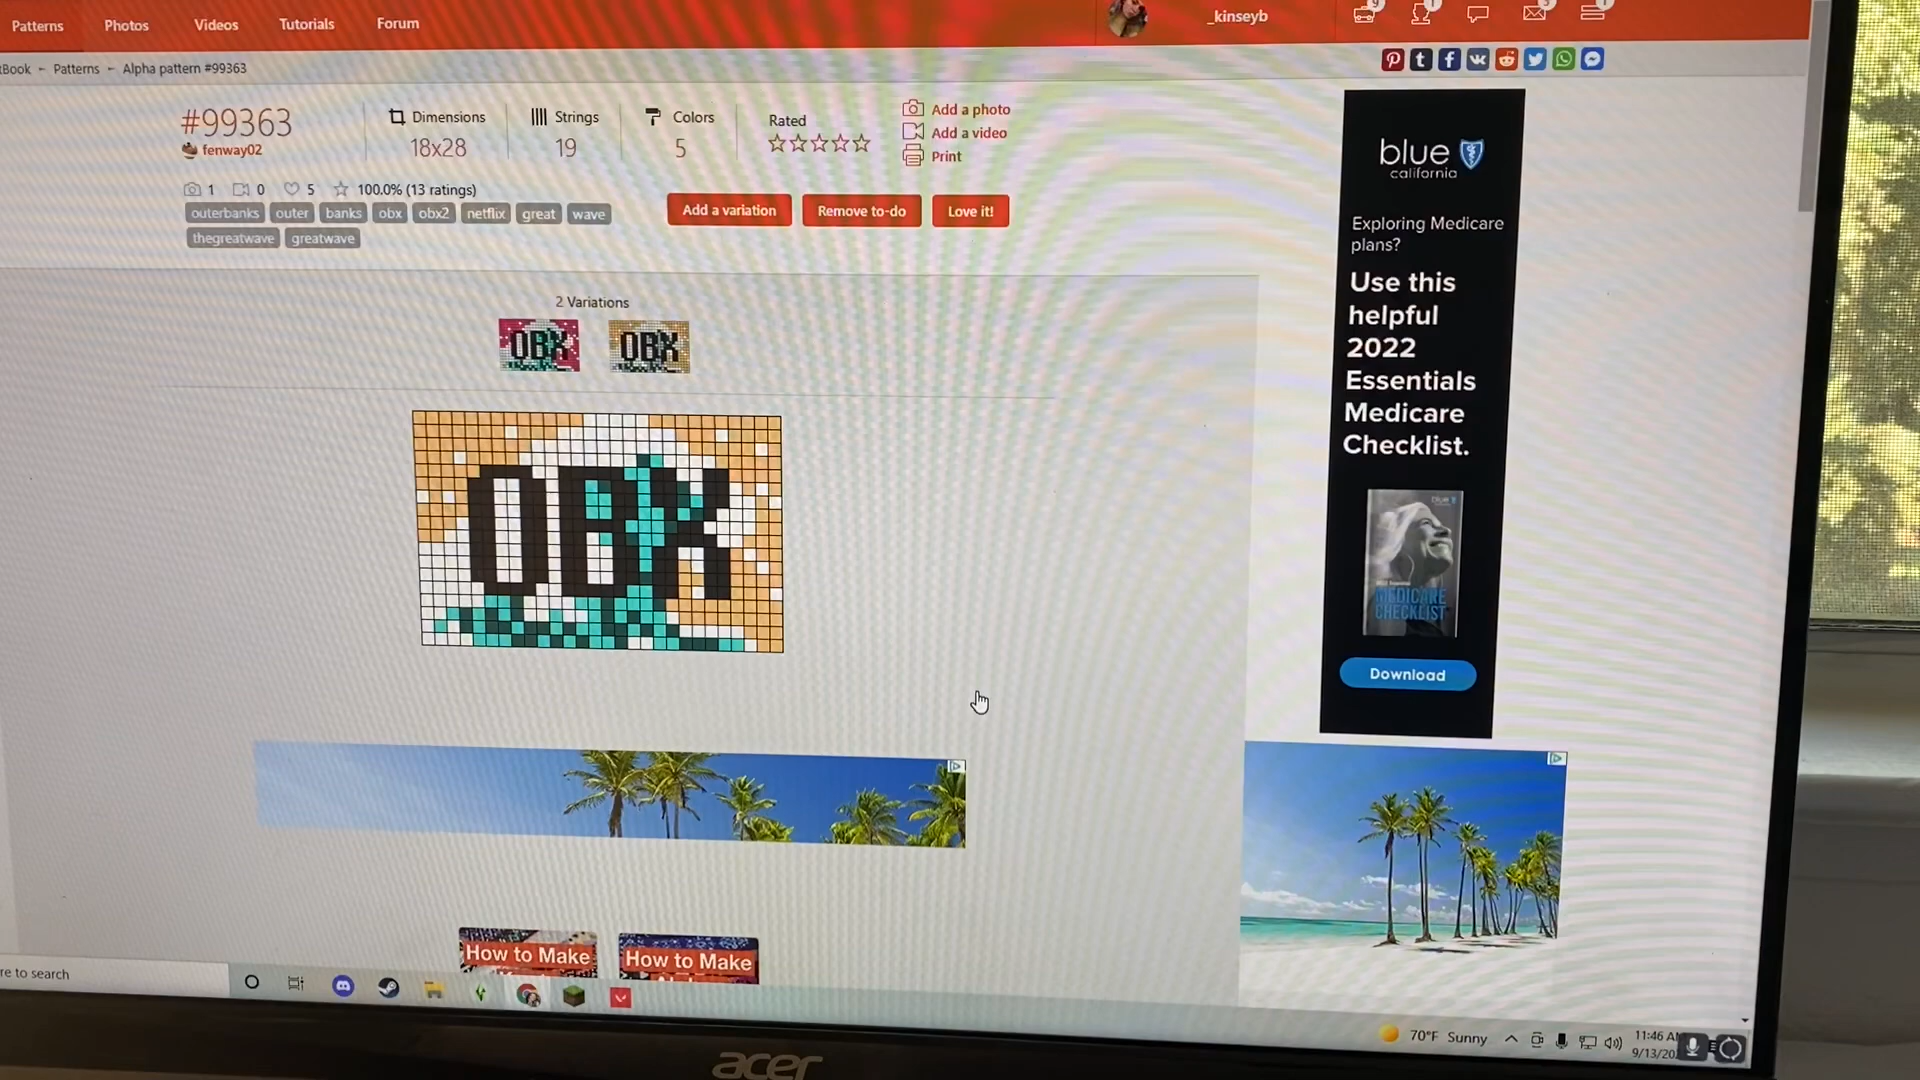 Patterns Photos Videos Tutorials Forum _kinseyb
Book ← Patterns ← Alpha pattern #99363
#99363
fenway02
Dimensions
18x28
Strings
19
Colors
5
Rated
Add a photo
Add a video
Print
1 0 5 100.0% (13 ratings)
outerbanks outer banks obx obx2 netflix great wave
thegreatwave greatwave
Add a variation Remove to-do Love it!
2 Variations
OBX OBX
OBX
How to Make How to Make
blue
california
Exploring Medicare
plans?
Use this
helpful
2022
Essentials
Medicare
Checklist.
blue
MEDICARE
CHECKLIST
Download
re to search
70°F Sunny
11:46
9/13/20
acer